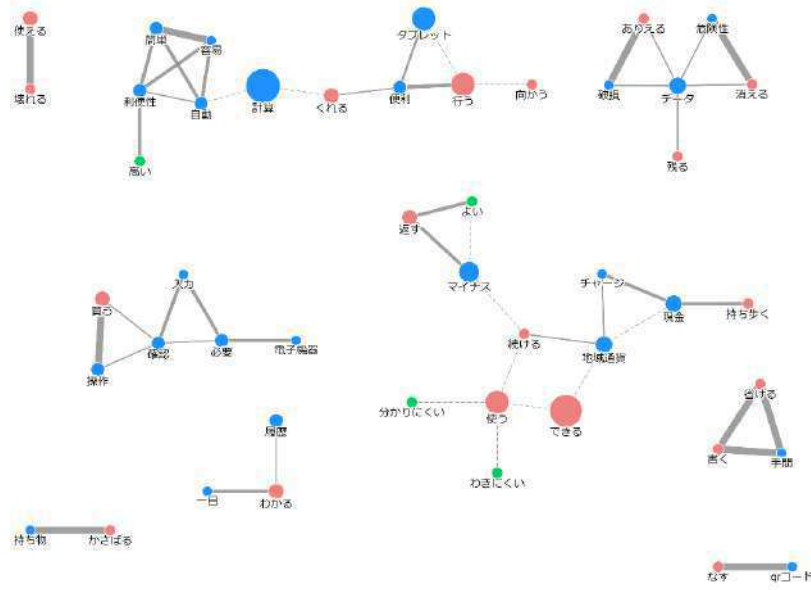 使える
壊れる
簡単
容易
利便性
自動
高い
計算
くれる
タブレット
便利
行う
向かう
ありえる
危険性
破損
データ
消える
残る
よい
返す
マイナス
チャージ
現金
持ち歩く
続ける
地域通貨
分かりにくい
使う
できる
わきにくい
入力
買う
確認
必要
電子機器
操作
履歴
一日
わかる
持ち物
かさばる
省ける
書く
手間
なす
qrコード